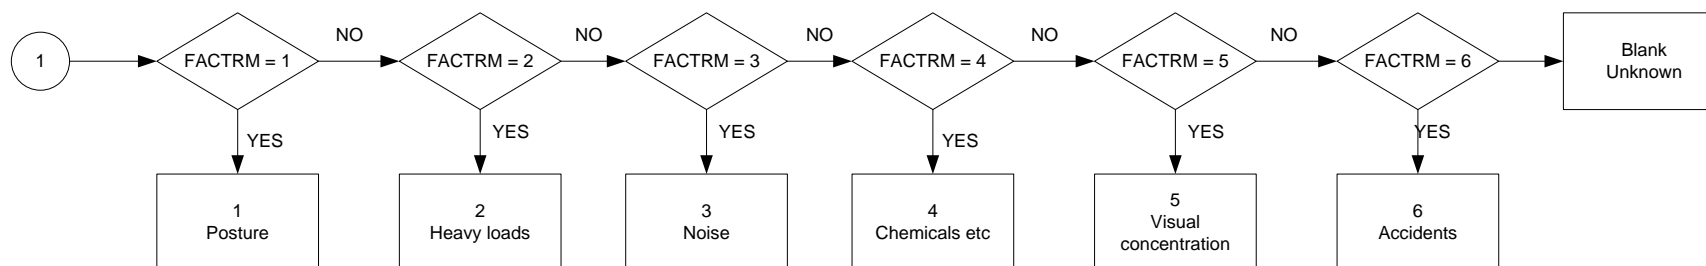 1
FACTRM = 1
NO
FACTRM = 2
NO
FACTRM = 3
NO
FACTRM = 4
NO
FACTRM = 5
NO
FACTRM = 6
Blank
Unknown
YES
YES
YES
YES
YES
YES
1
Posture
2
Heavy loads
3
Noise
4
Chemicals etc
5
Visual
concentration
6
Accidents